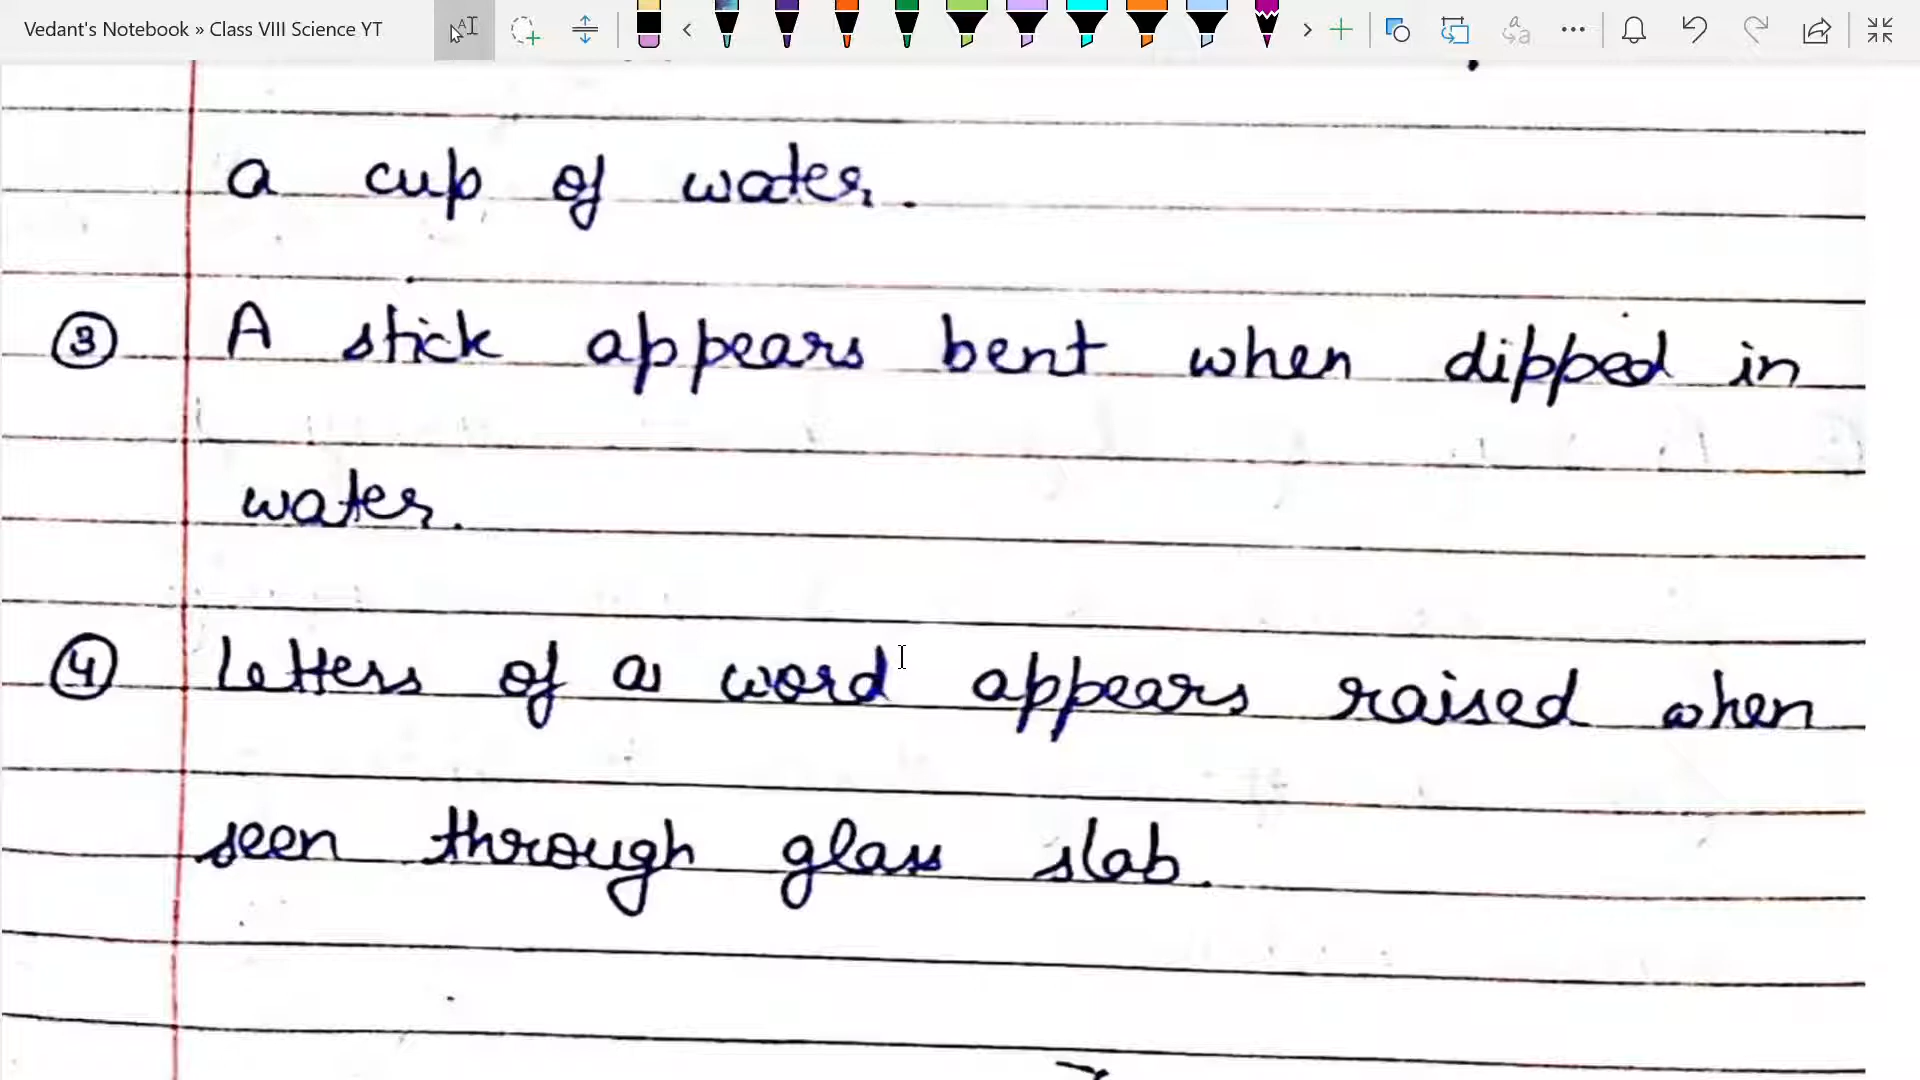 Vedant's Notebook » Class VIII Science YT
a cup of water.
③ A stick appears bent when dipped in
water.
④ Letters of a word appears raised when
seen through glass slab.